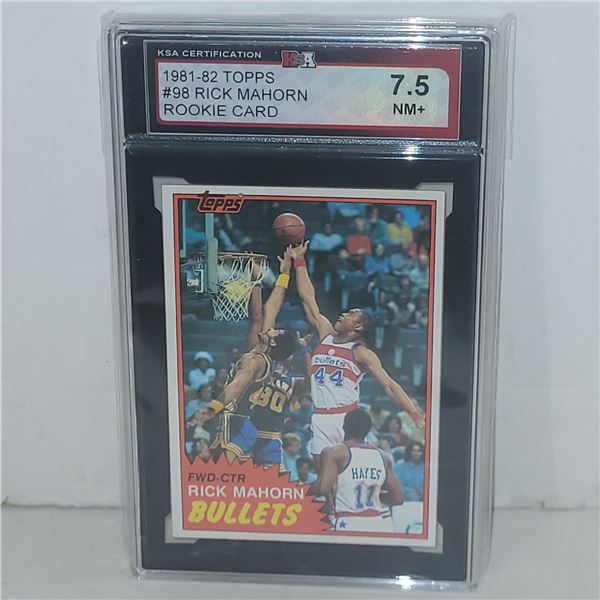 KSA CERTIFICATION
KSA
1981-82 TOPPS
#98 RICK MAHORN
ROOKIE CARD
7.5
NM+
Topps
bullets
44
30
HAYES
11
FWD-CTR
RICK MAHORN
BULLETS